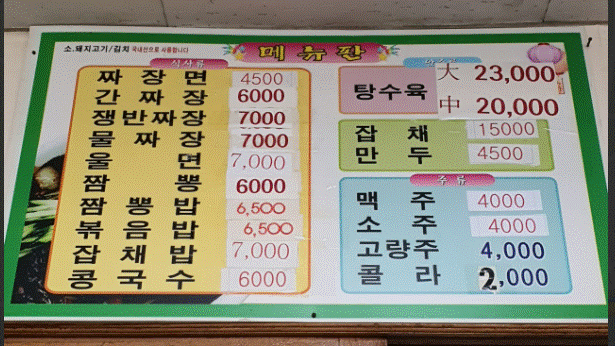 소.돼지고기/김치 국내산으로 사용합니다
메뉴판
식사류
짜장면 4500
간짜장 6000
쟁반짜장 7000
물짜장 7000
울면 7,000
짬뽕 6000
짬뽕밥 6,500
볶음밥 6,500
잡채밥 7,000
콩국수 6000
탕수육 大 23,000
中 20,000
잡채 15000
만두 4500
주류
맥주 4000
소주 4000
고량주 4,000
콜라 2,000